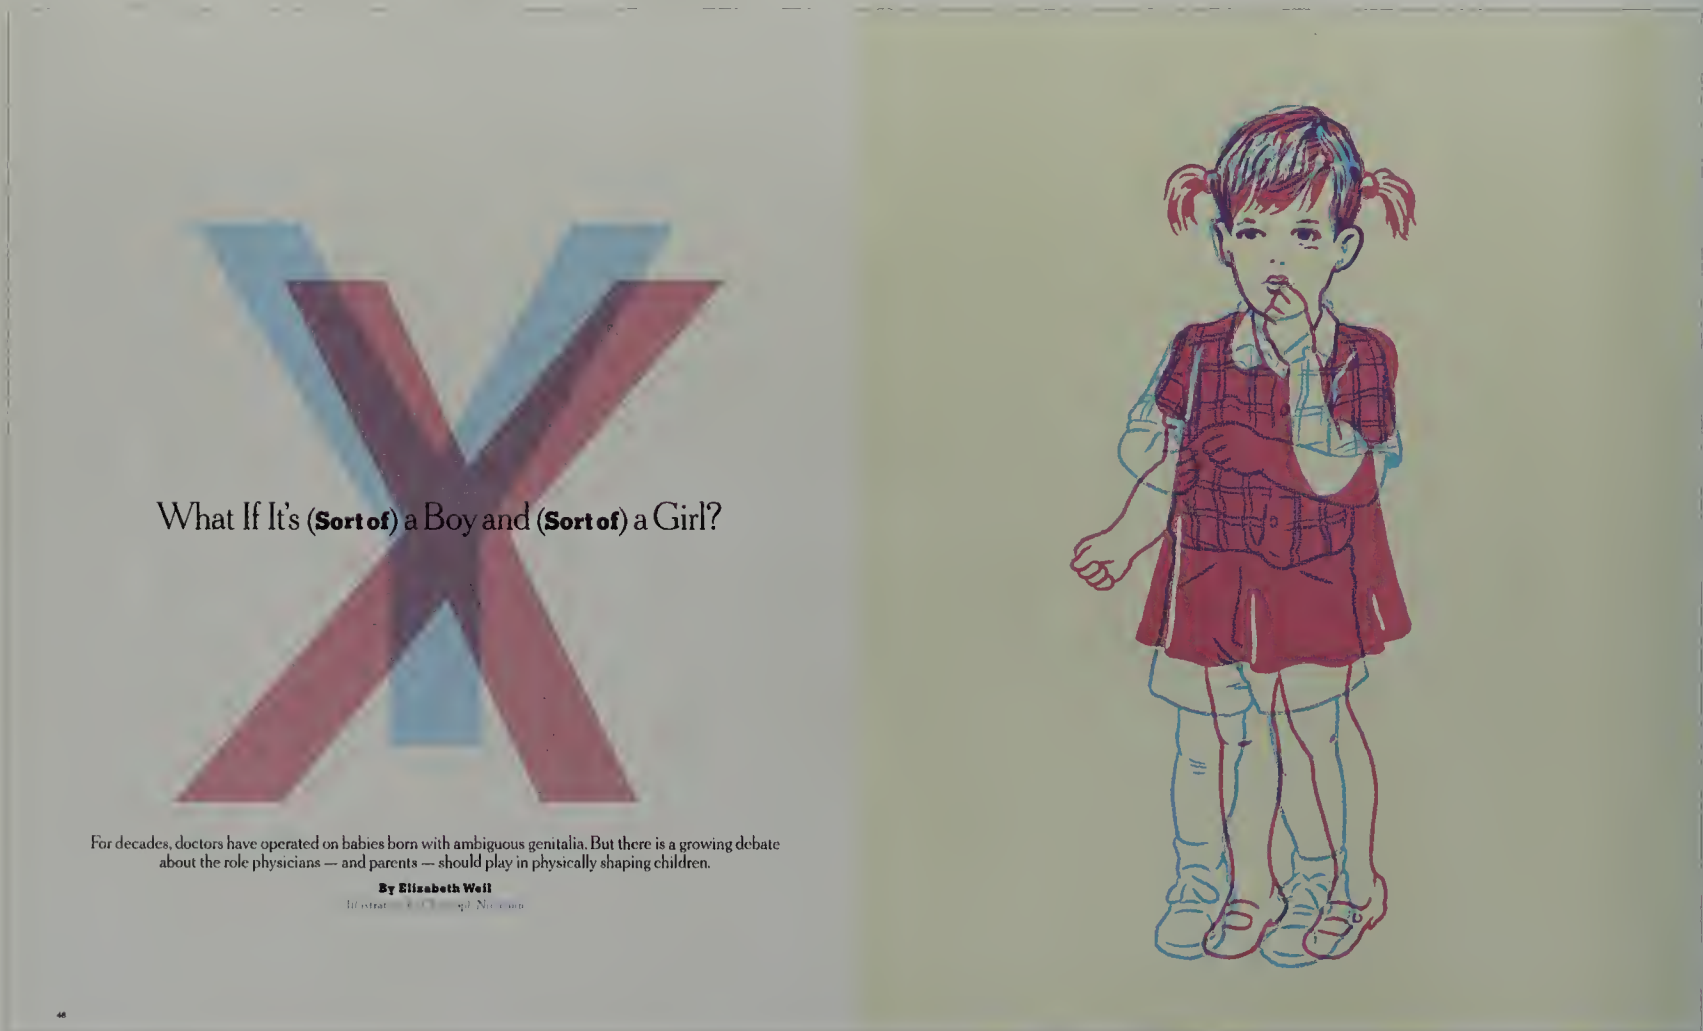 YX
What If It's (Sort of) a Boy and (Sort of) a Girl?
For decades, doctors have operated on babies born with ambiguous genitalia. But there is a growing debate
about the role physicians — and parents — should play in physically shaping children.
By Elizabeth Weil
48